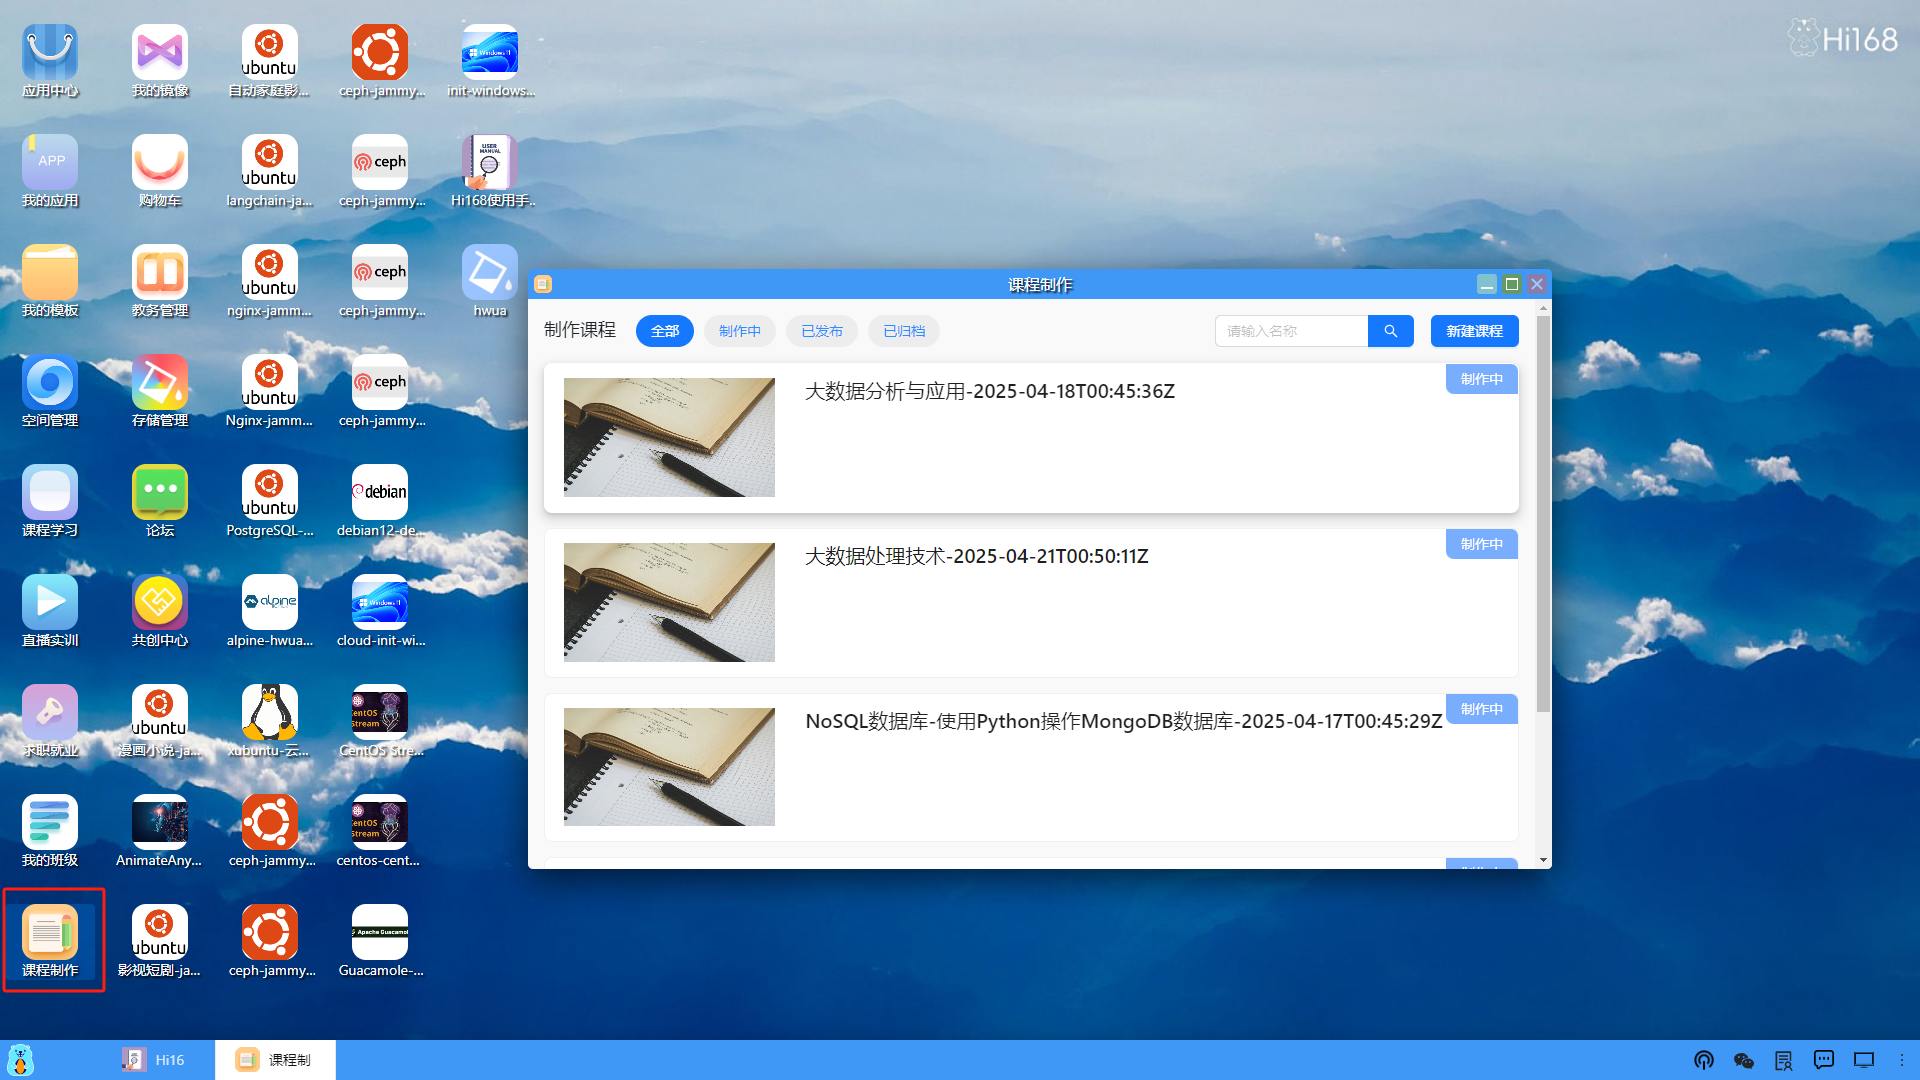 Hi168
应用中心
我的镜像
ubuntu
自动家庭影...
ceph-jammy...
Windows 11
init-windows...
APP
我的应用
购物车
ubuntu
langchain-ja...
ceph
ceph-jammy...
USER
MANUAL
Hi168使用手..
我的模板
教务管理
ubuntu
nginx-jamm...
ceph
ceph-jammy...
hwua
空间管理
存储管理
ubuntu
Nginx-jamm...
ceph
ceph-jammy...
课程学习
论坛
ubuntu
PostgreSQL-...
debian
debian12-de...
直播实训
共创中心
alpine
alpine-hwua...
Windows 11
cloud-init-wi...
求职就业
ubuntu
漫画小说-ja...
xubuntu-云...
CentOS
Stream
CentOS Stre...
我的班级
AnimateAny...
ceph-jammy...
CentOS
Stream
centos-cent...
课程制作
ubuntu
影视短剧-ja...
ceph-jammy...
Apache Guacamol
Guacamole-...
课程制作
制作课程
全部
制作中
已发布
已归档
请输入名称
新建课程
大数据分析与应用-2025-04-18T00:45:36Z
制作中
大数据处理技术-2025-04-21T00:50:11Z
制作中
NoSQL数据库-使用Python操作MongoDB数据库-2025-04-17T00:45:29Z
制作中
Hi16
课程制